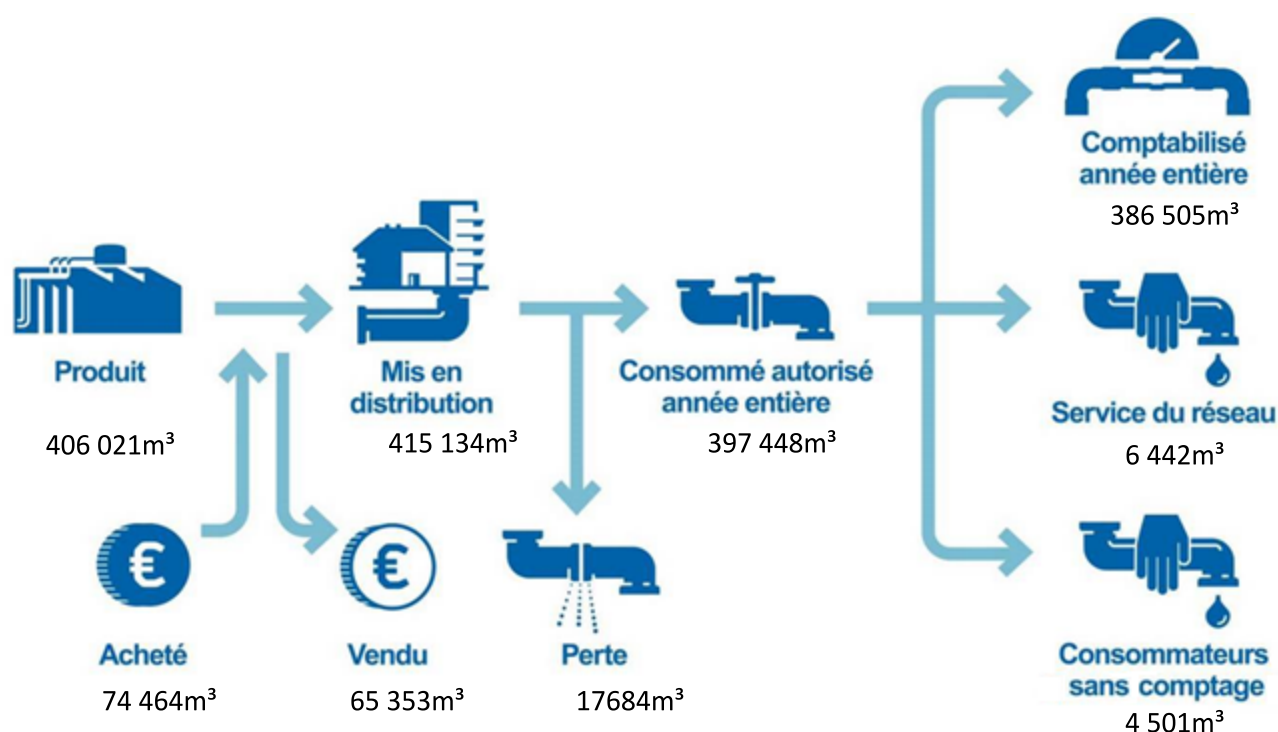 Comptabilisé
année entière
386 505m³
Produit
406 021m³
Mis en
distribution
415 134m³
Consommé autorisé
année entière
397 448m³
Service du réseau
6 442m³
€
Acheté
74 464m³
€
Vendu
65 353m³
Perte
17684m³
Consommateurs
sans comptage
4 501m³